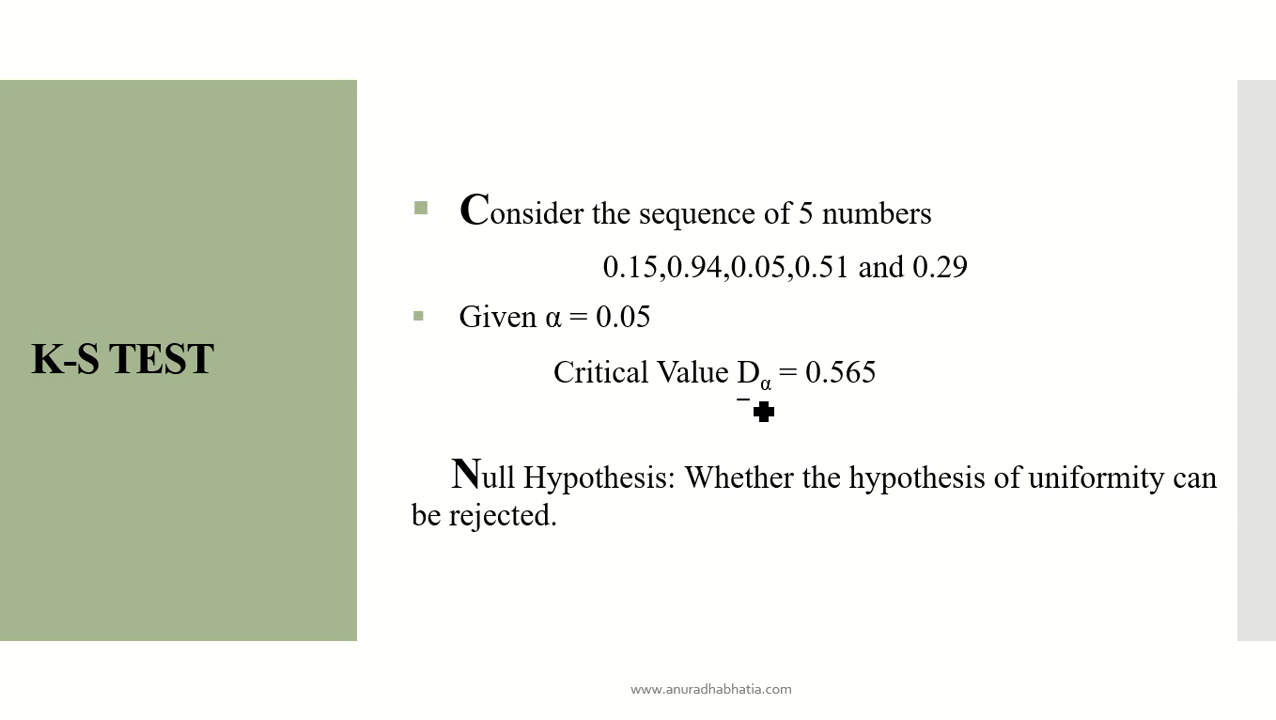 K-S TEST
Consider the sequence of 5 numbers
0.15,0.94,0.05,0.51 and 0.29
Given α = 0.05
Critical Value Dα = 0.565
Null Hypothesis: Whether the hypothesis of uniformity can
be rejected.
www.anuradhabhatia.com